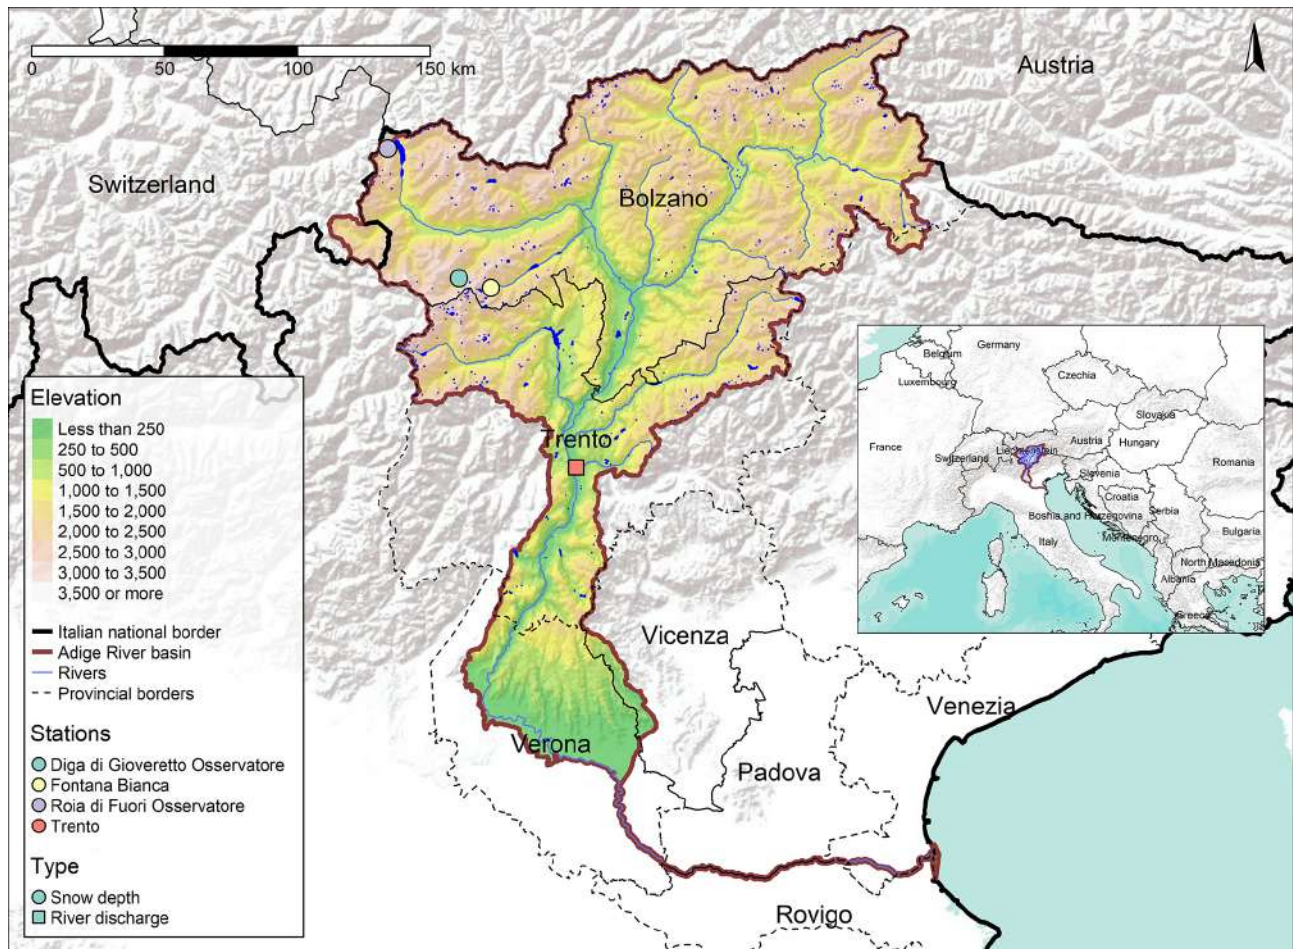 0 50 100 150 km
Austria
Switzerland
Bolzano
Trento
Verona
Vicenza
Padova
Venezia
Rovigo
Elevation
Less than 250
250 to 500
500 to 1,000
1,000 to 1,500
1,500 to 2,000
2,000 to 2,500
2,500 to 3,000
3,000 to 3,500
3,500 or more
Italian national border
Adige River basin
Rivers
Provincial borders
Stations
Diga di Gioveretto Osservatore
Fontana Bianca
Roia di Fuori Osservatore
Trento
Type
Snow depth
River discharge
Belgium
Germany
Luxembourg
Czechia
Slovakia
France
Switzerland
Liechtenstein
Austria
Hungary
Slovenia
Romania
Croatia
Bosnia and Herzegovina
Serbia
Italy
Montenegro
Bulgaria
North Macedonia
Albania
Greece